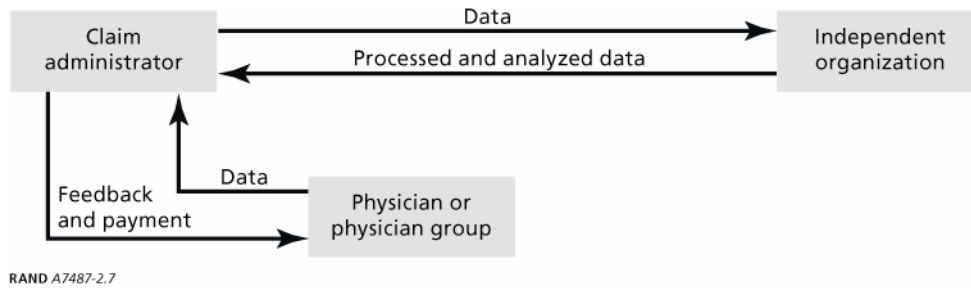 Data
Claim
administrator
Independent
organization
Processed and analyzed data
Data
Feedback
and payment
Physician or
physician group
RAND A7487-2.7